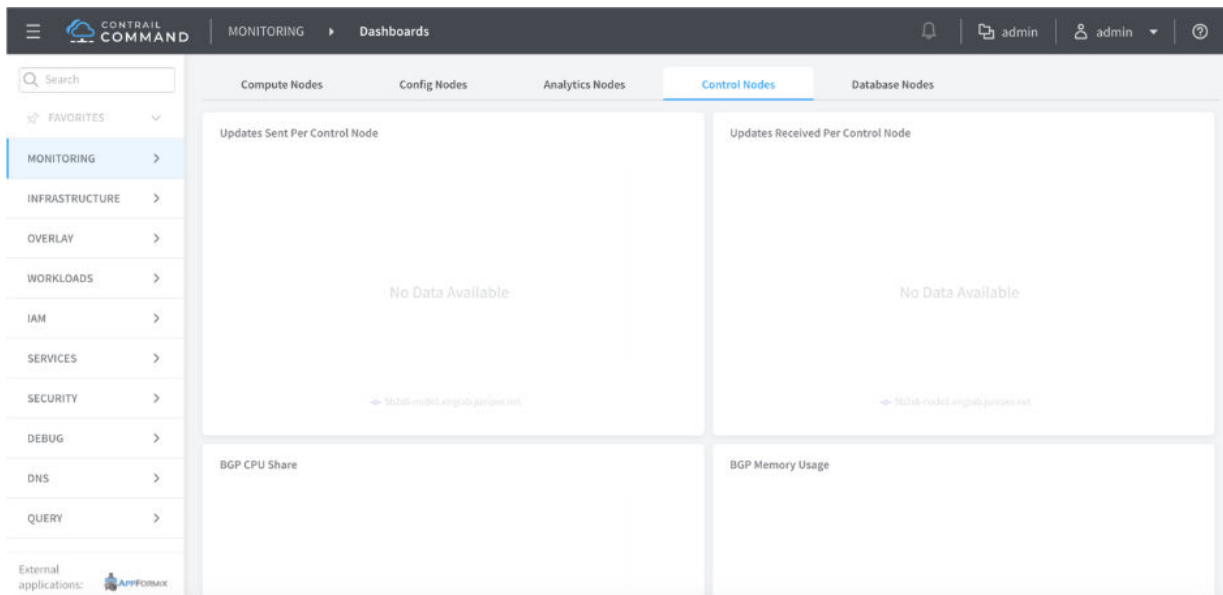 CONTRAIL
COMMAND
MONITORING
Dashboards
admin
admin
Search
FAVORITES
MONITORING
INFRASTRUCTURE
OVERLAY
WORKLOADS
IAM
SERVICES
SECURITY
DEBUG
DNS
QUERY
External
applications:
APPFORMIX
Compute Nodes
Config Nodes
Analytics Nodes
Control Nodes
Database Nodes
Updates Sent Per Control Node
No Data Available
Updates Received Per Control Node
No Data Available
BGP CPU Share
BGP Memory Usage